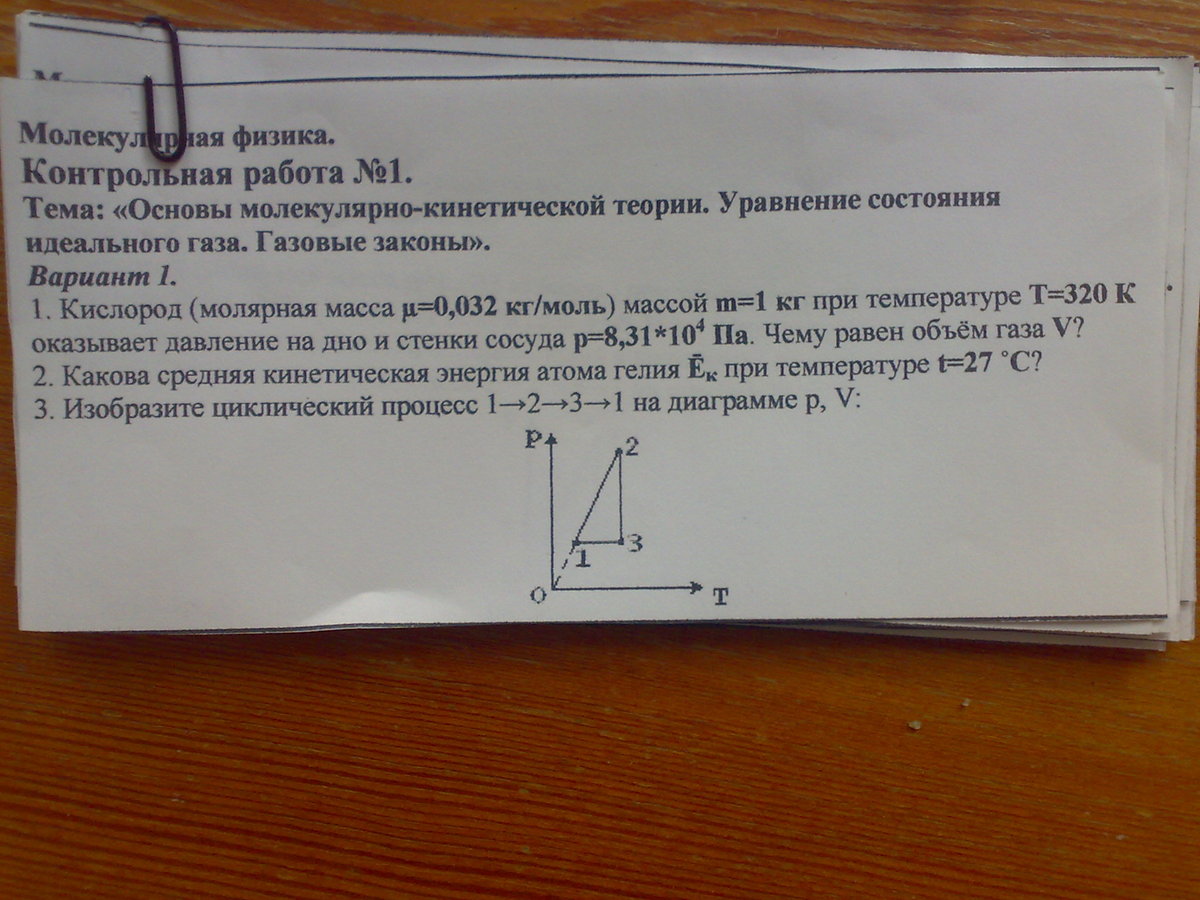 Молекулярная физика.
Контрольная работа №1.
Тема: «Основы молекулярно-кинетической теории. Уравнение состояния
идеального газа. Газовые законы».
Вариант 1.
1. Кислород (молярная масса μ=0,032 кг/моль) массой m=1 кг при температуре T=320 К
оказывает давление на дно и стенки сосуда p=8,31*10⁴ Па. Чему равен объём газа V?
2. Какова средняя кинетическая энергия атома гелия Ēк при температуре t=27 ˚C?
3. Изобразите циклический процесс 1→2→3→1 на диаграмме p, V:
P 2
1 3
O T